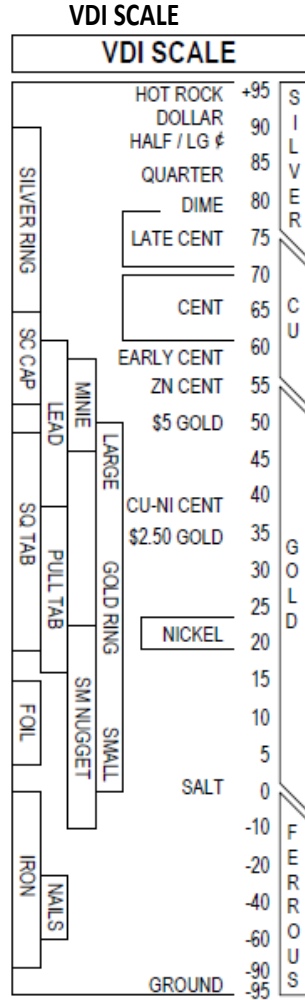 VDI SCALE
VDI SCALE
HOT ROCK +95
DOLLAR 90
HALF / LG ¢
85
QUARTER
DIME 80
LATE CENT 75
70
CENT 65
60
EARLY CENT
ZN CENT 55
$5 GOLD 50
45
CU-NI CENT 40
$2.50 GOLD 35
30
25
NICKEL 20
15
10
5
SALT 0
-10
-20
-40
-60
-90
GROUND -95
SILVER RING
SC CAP
SQ TAB
FOIL
IRON
LEAD
PULL TAB
NAILS
MINIE
SM NUGGET
LARGE
GOLD RING
SMALL
SILVER
CU
GOLD
FERROUS